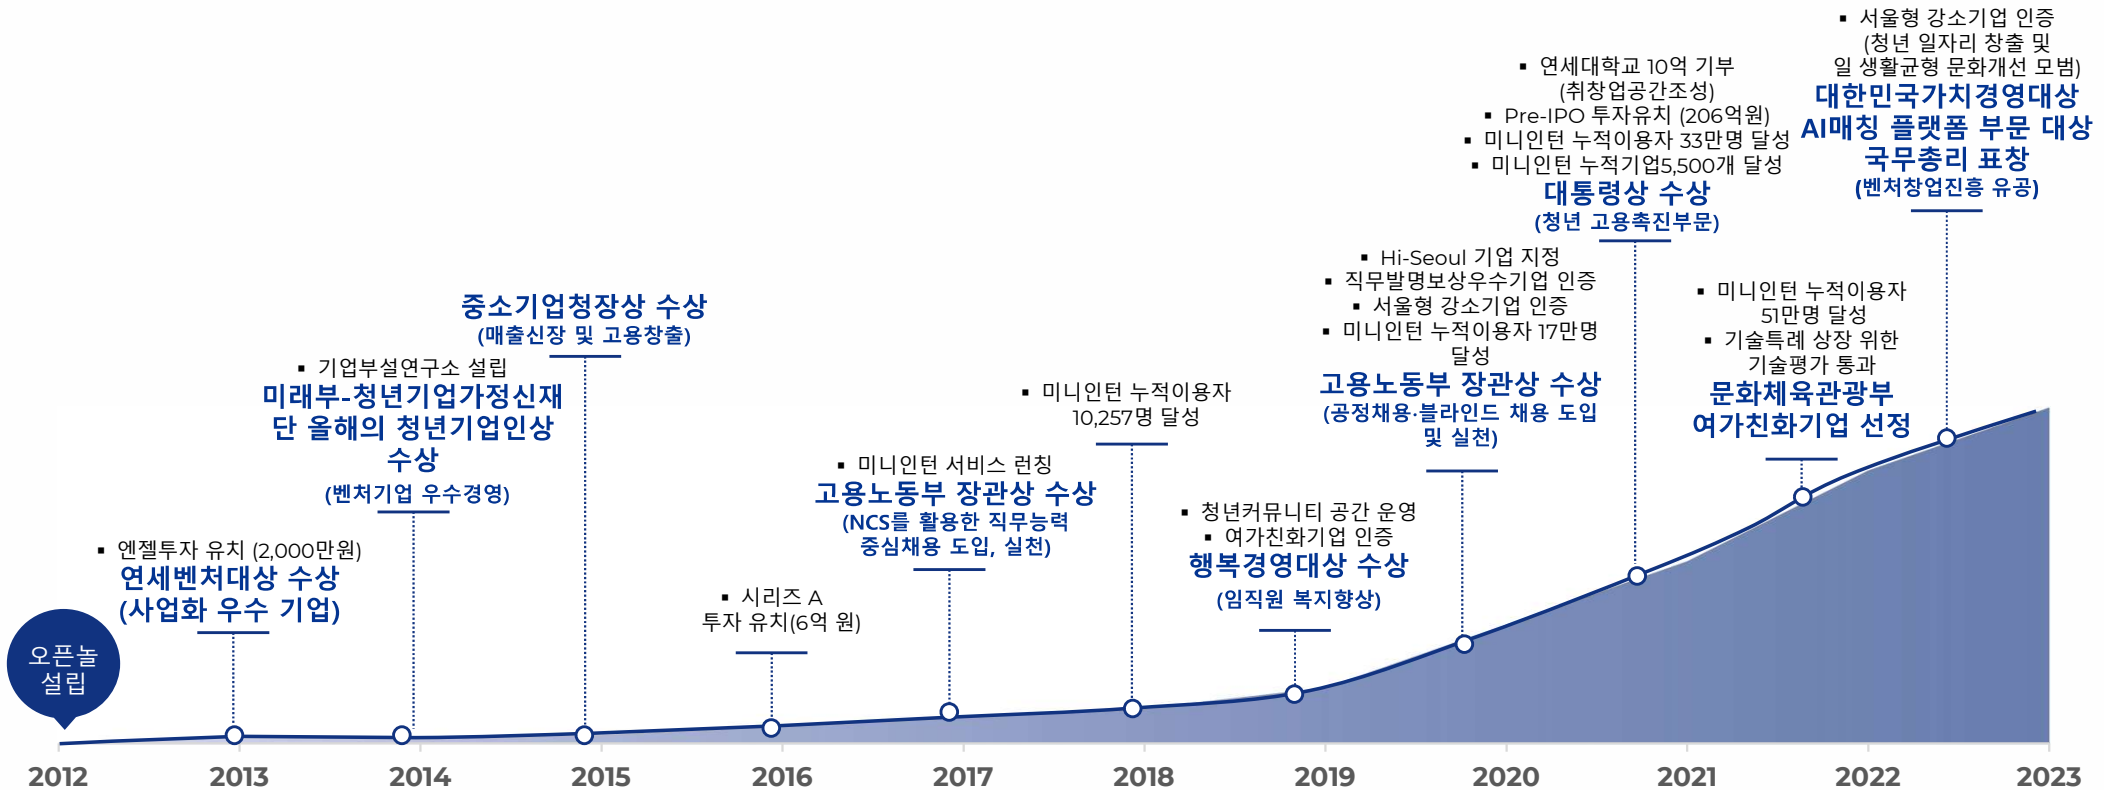 오픈놀
설립
▪ 엔젤투자 유치 (2,000만원)
연세벤처대상 수상
(사업화 우수 기업)
▪ 기업부설연구소 설립
미래부-청년기업가정신재
단 올해의 청년기업인상
수상
(벤처기업 우수경영)
중소기업청장상 수상
(매출신장 및 고용창출)
▪ 시리즈 A
투자 유치(6억 원)
▪ 미니인턴 서비스 런칭
고용노동부 장관상 수상
(NCS를 활용한 직무능력
중심채용 도입, 실천)
▪ 미니인턴 누적이용자
10,257명 달성
▪ 청년커뮤니티 공간 운영
▪ 여가친화기업 인증
행복경영대상 수상
(임직원 복지향상)
▪ Hi-Seoul 기업 지정
▪ 직무발명보상우수기업 인증
▪ 서울형 강소기업 인증
▪ 미니인턴 누적이용자 17만명
달성
고용노동부 장관상 수상
(공정채용·블라인드 채용 도입
및 실천)
▪ 연세대학교 10억 기부
(취창업공간조성)
▪ Pre-IPO 투자유치 (206억원)
▪ 미니인턴 누적이용자 33만명 달성
▪ 미니인턴 누적기업5,500개 달성
대통령상 수상
(청년 고용촉진부문)
▪ 미니인턴 누적이용자
51만명 달성
▪ 기술특례 상장 위한
기술평가 통과
문화체육관광부
여가친화기업 선정
▪ 서울형 강소기업 인증
(청년 일자리 창출 및
일 생활균형 문화개선 모범)
대한민국가치경영대상
AI매칭 플랫폼 부문 대상
국무총리 표창
(벤처창업진흥 유공)
2012
2013
2014
2015
2016
2017
2018
2019
2020
2021
2022
2023